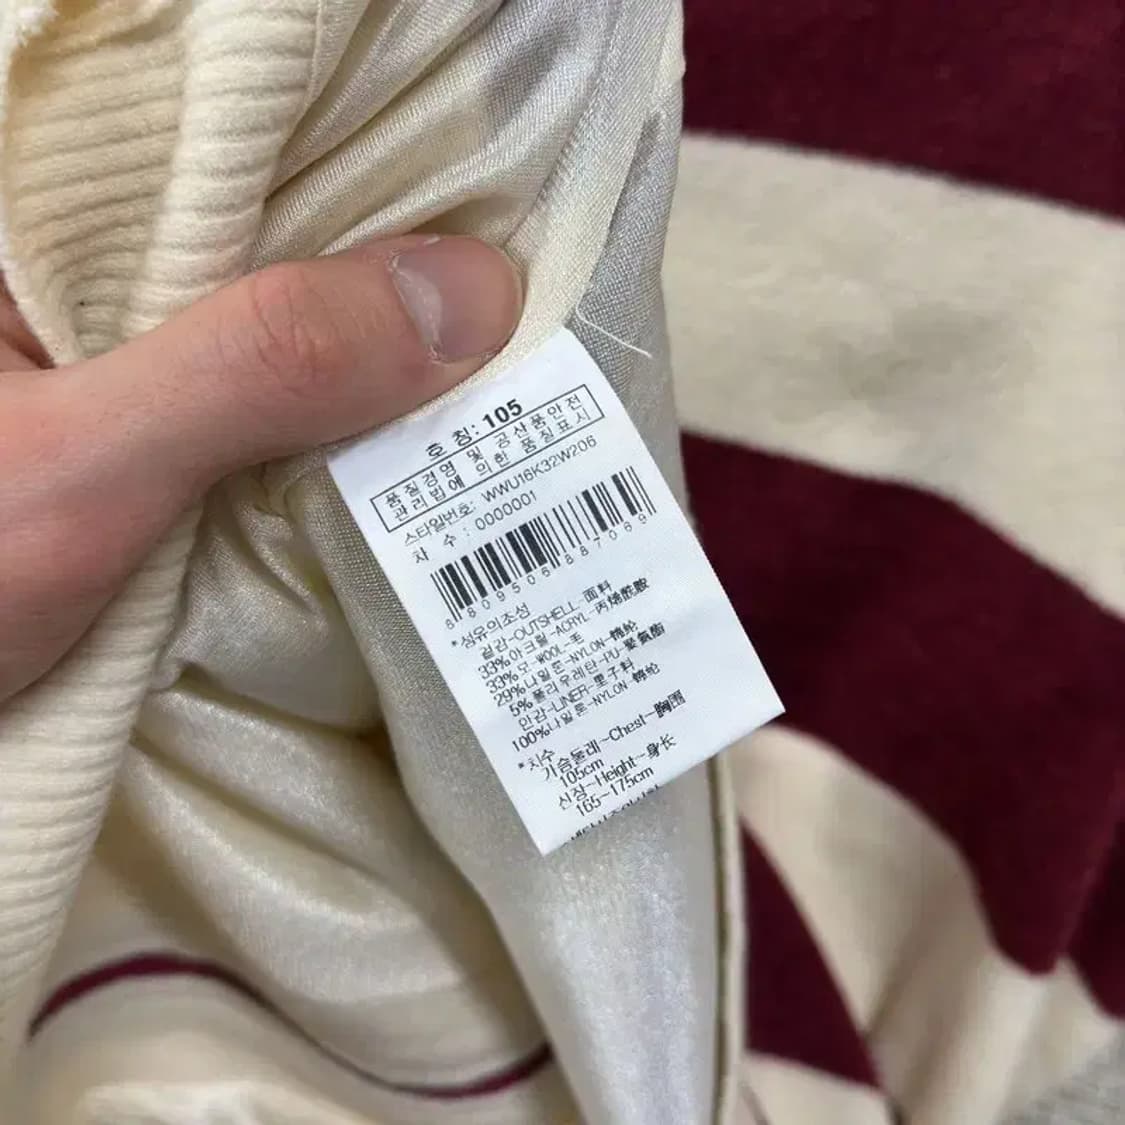 호 칭: 105
품질경영 및 공산품안전
관리법에 의한 품질표시
스타일번호: WWU16K32W206
차 수 : 0000001
8809506887069
*섬유의조성
겉감-OUTSHELL-面料
33%아크릴-ACRYL-丙烯酰胺
33%모-WOOL-毛
29%나일론-NYLON-锦纶
5%폴리우레탄-PU-聚氨酯
안감-LINER-里子料
100%나일론-NYLON-锦纶
*치수
가슴둘레~Chest~胸围
105cm
신장~Height~身长
165~175cm